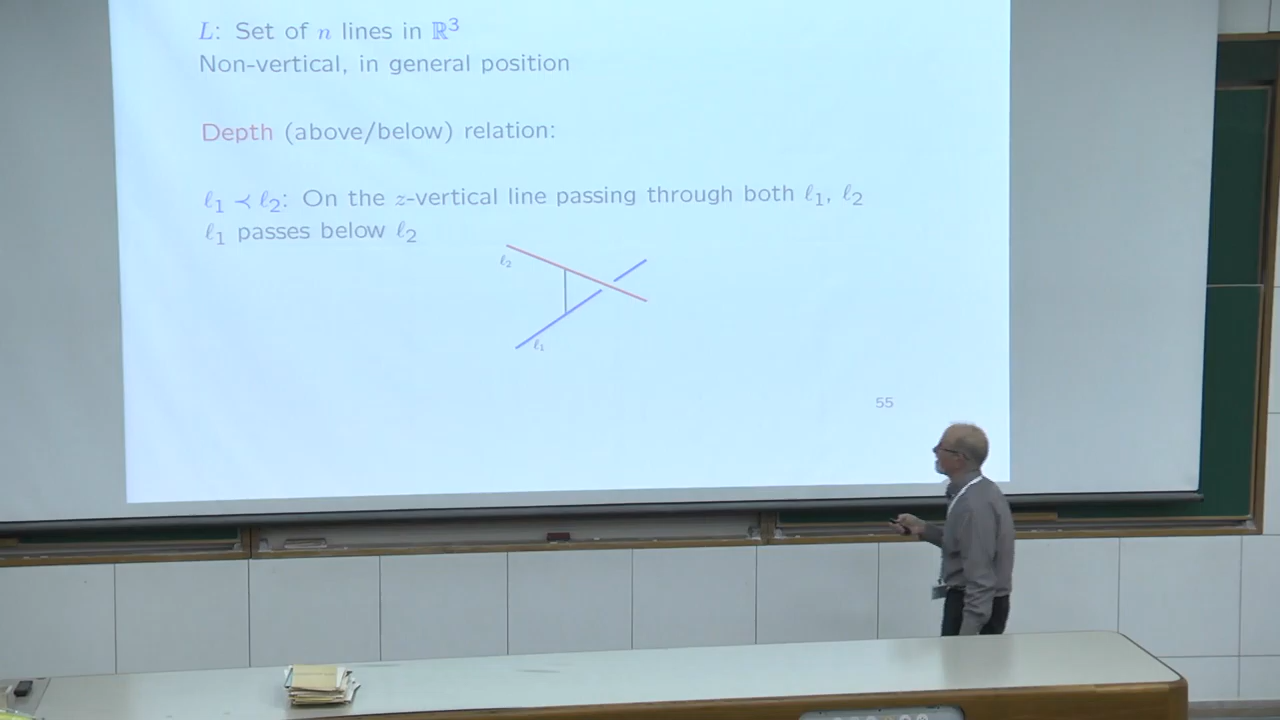 L: Set of n lines in ℝ³
Non-vertical, in general position
Depth (above/below) relation:
ℓ₁ ≺ ℓ₂: On the z-vertical line passing through both ℓ₁, ℓ₂
ℓ₁ passes below ℓ₂
ℓ₂
ℓ₁
55